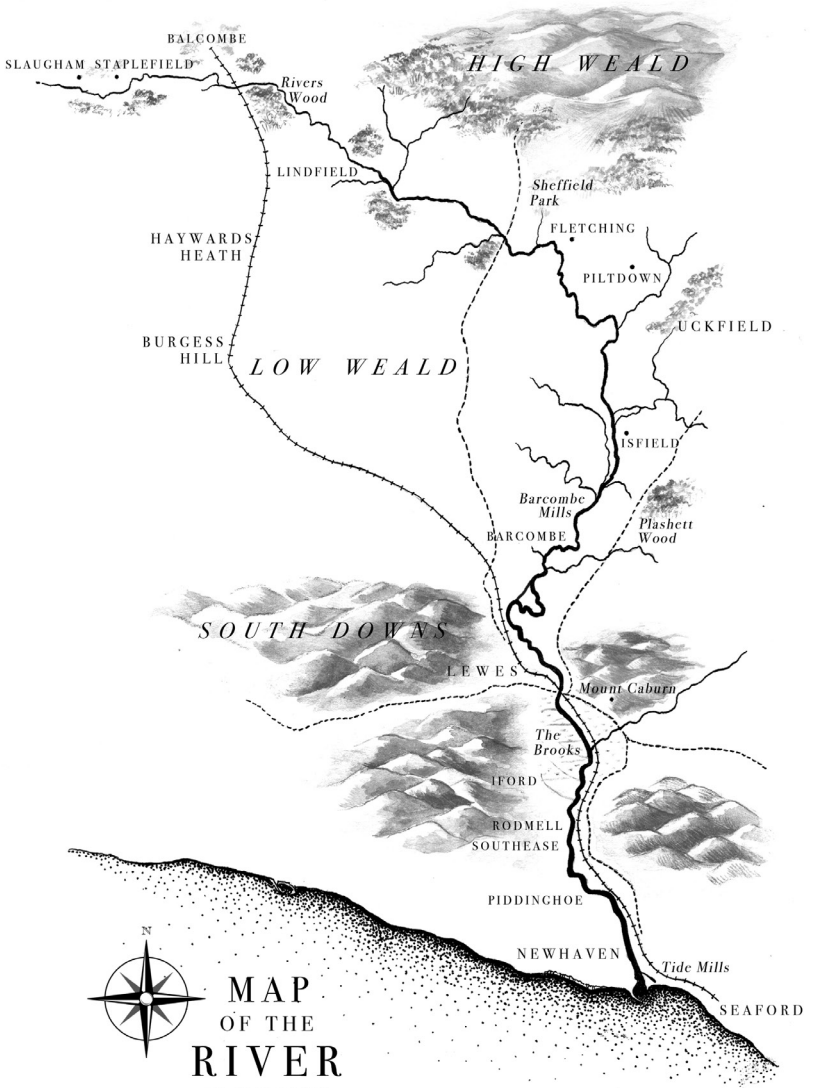 BALCOMBE
SLAUGHAM STAPLEFIELD
HIGH WEALD
Rivers
Wood
LINDFIELD
Sheffield
Park
FLETCHING
HAYWARDS
HEATH
PILTDOWN
UCKFIELD
BURGESS
HILL
LOW WEALD
ISFIELD
Barcombe
Mills
BARCOMBE
Plashett
Wood
SOUTH DOWNS
LEWES
Mount Caburn
The
Brooks
IFORD
RODMELL
SOUTHEASE
PIDDINGHOE
N
NEWHAVEN
Tide Mills
SEAFORD
MAP
OF THE
RIVER